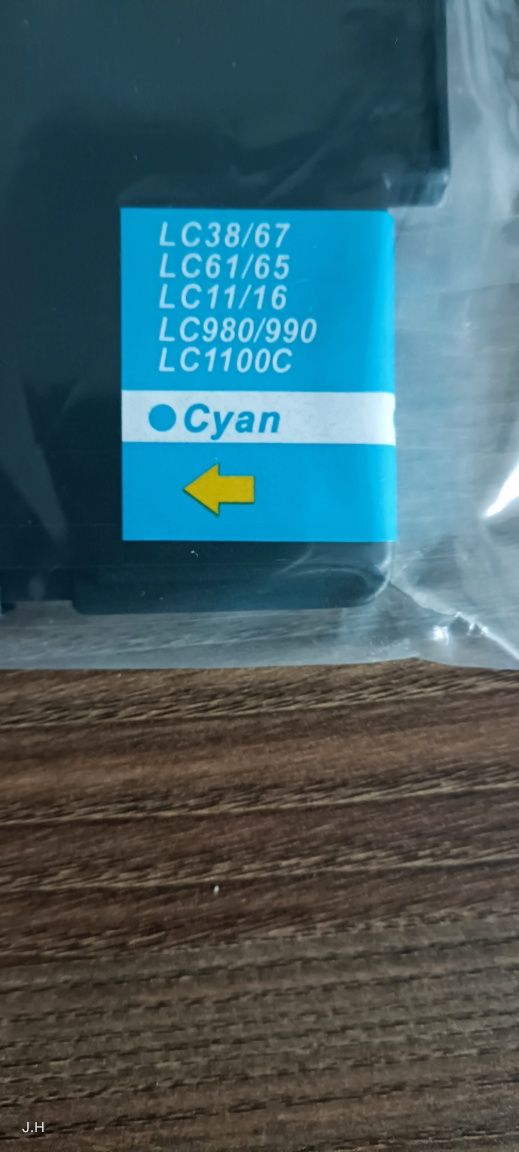 LC38/67
LC61/65
LC11/16
LC980/990
LC1100C
Cyan
J.H